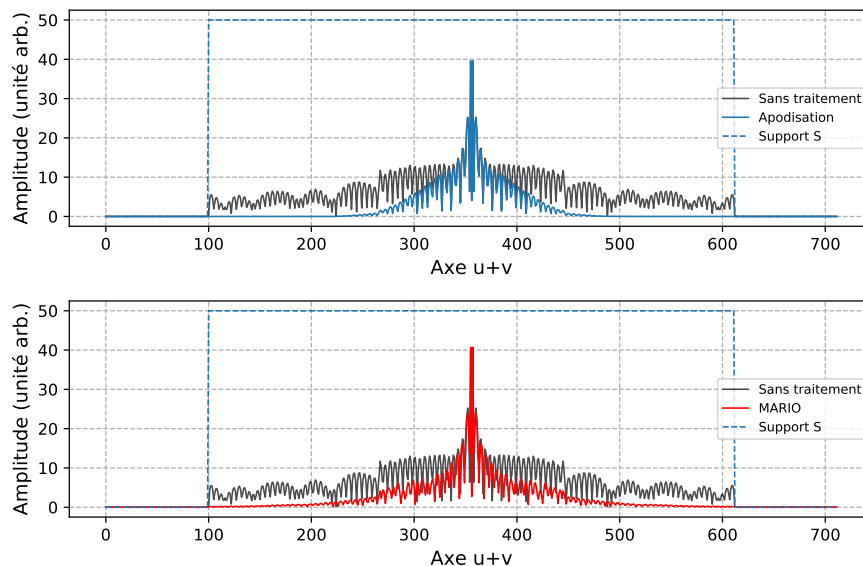 50
40
30
20
10
0
Amplitude (unité arb.)
Sans traitement
Apodisation
Support S
0 100 200 300 400 500 600 700
Axe u+v
50
40
30
20
10
0
Amplitude (unité arb.)
Sans traitement
MARIO
Support S
0 100 200 300 400 500 600 700
Axe u+v